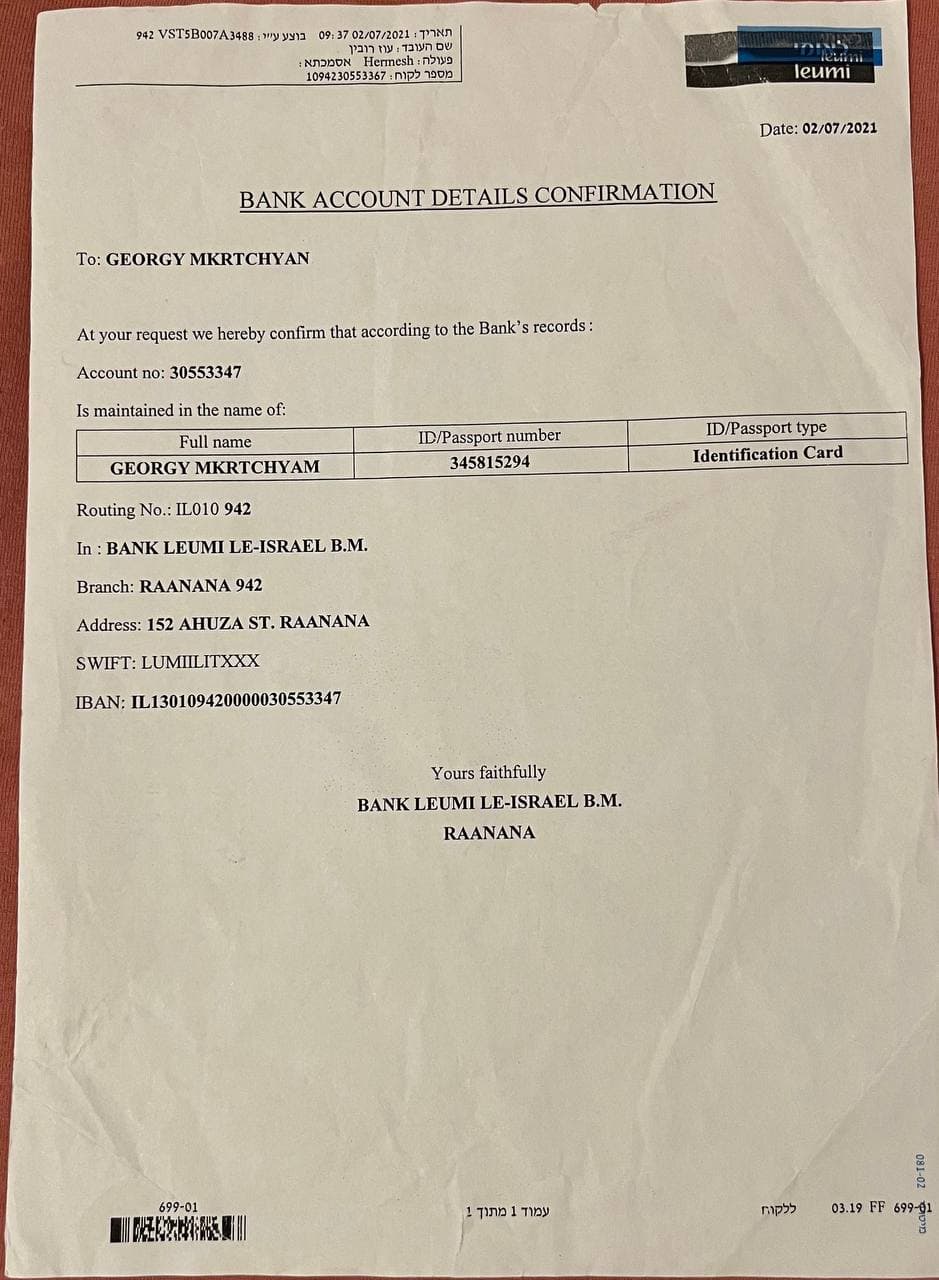 תאריך: 02/07/2021 09:37 בוצע ע"י: 942 VST5B007A3488
שם העובד: עוז רובין
פעולה: Hermesh אסמכתא:
מספר לקוח: 1094230553367
לאומי
leumi
leumi
Date: 02/07/2021
BANK ACCOUNT DETAILS CONFIRMATION
To: GEORGY MKRTCHYAN
At your request we hereby confirm that according to the Bank's records:
Account no: 30553347
Is maintained in the name of:
Full name ID/Passport number ID/Passport type
GEORGY MKRTCHYAM 345815294 Identification Card
Routing No.: IL010 942
In : BANK LEUMI LE-ISRAEL B.M.
Branch: RAANANA 942
Address: 152 AHUZA ST. RAANANA
SWIFT: LUMIILITXXX
IBAN: IL130109420000030553347
Yours faithfully
BANK LEUMI LE-ISRAEL B.M.
RAANANA
699-01
עמוד 1 מתוך 1
ללקוח
03.19 FF 699-01
081-02